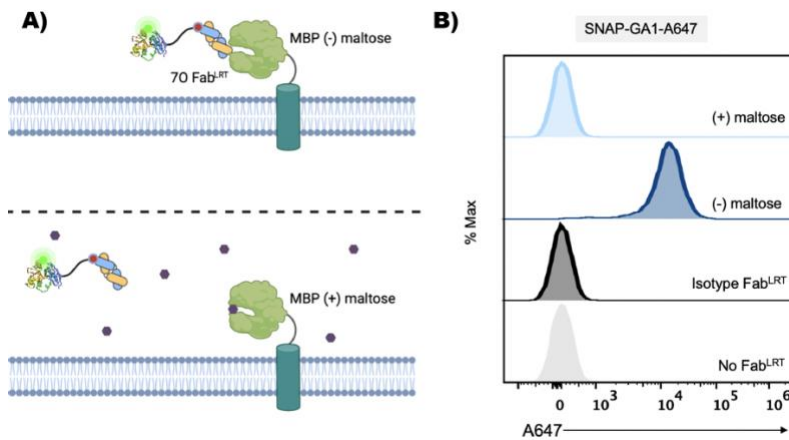 A)
MBP (-) maltose
7O Fab^LRT
MBP (+) maltose
B)
SNAP-GA1-A647
(+) maltose
(-) maltose
Isotype Fab^LRT
No Fab^LRT
% Max
0 10^3 10^4 10^5 10^6
A647